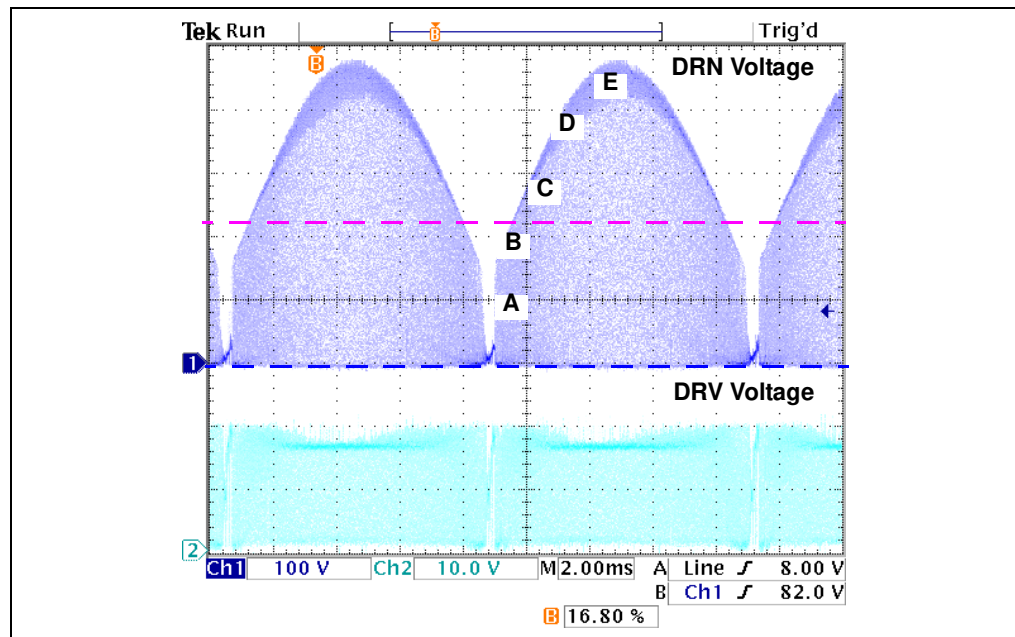 Tek Run Trig'd
B
B
DRN Voltage
E
D
C
B
A
1
DRV Voltage
2
Ch1 100 V Ch2 10.0 V M 2.00ms A Line 8.00 V
B Ch1 82.0 V
B 16.80 %